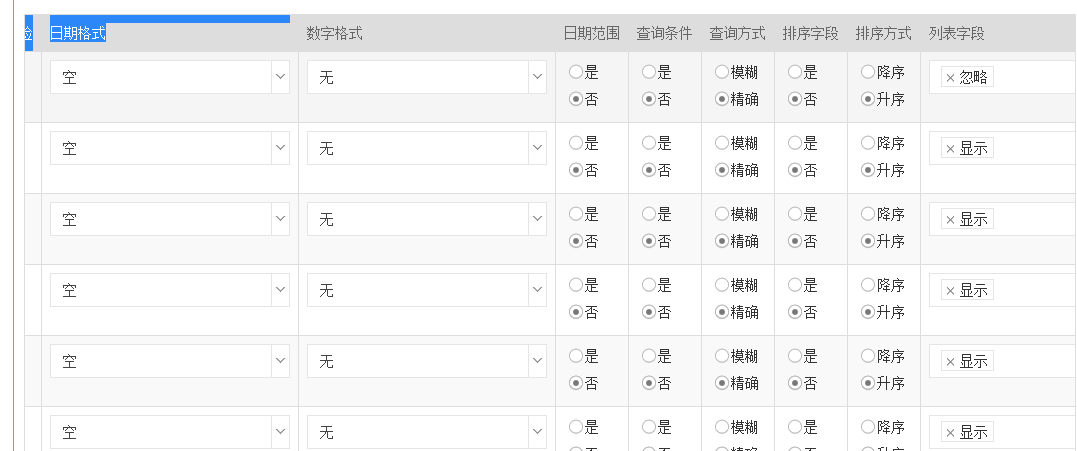 日期格式 数字格式 日期范围 查询条件 查询方式 排序字段 排序方式 列表字段
空 无 是 是 模糊 是 降序 × 忽略
否 否 精确 否 升序
空 无 是 是 模糊 是 降序 × 显示
否 否 精确 否 升序
空 无 是 是 模糊 是 降序 × 显示
否 否 精确 否 升序
空 无 是 是 模糊 是 降序 × 显示
否 否 精确 否 升序
空 无 是 是 模糊 是 降序 × 显示
否 否 精确 否 升序
空 无 是 是 模糊 是 降序 × 显示